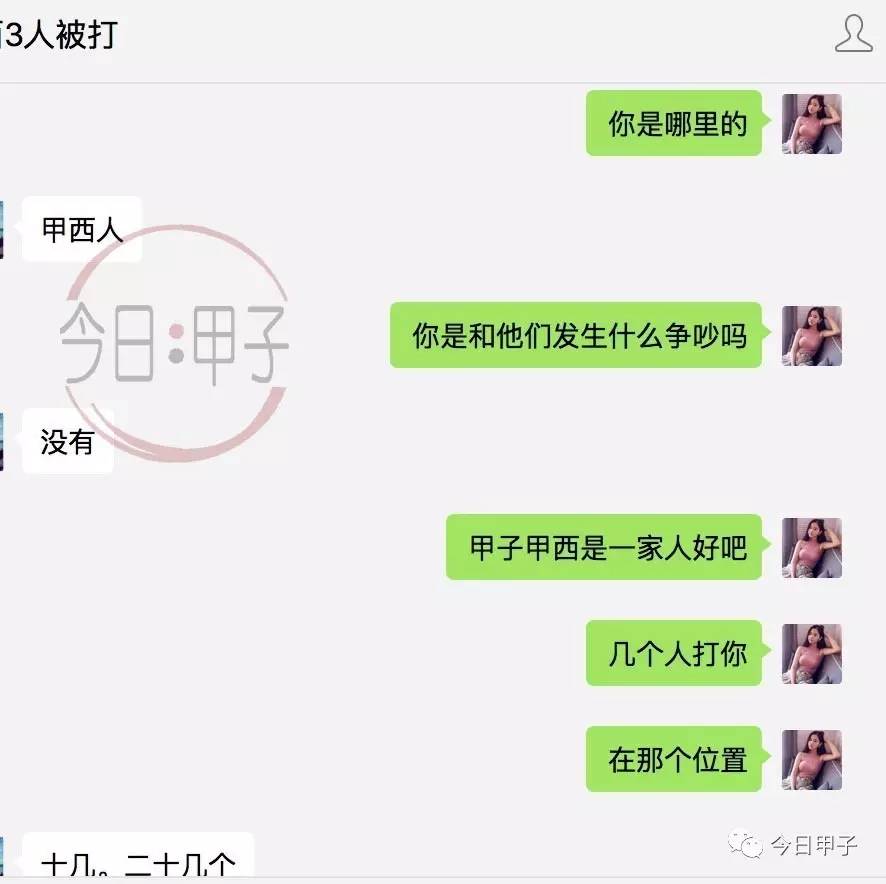 3人被打
你是哪里的
甲西人
你是和他们发生什么争吵吗
今日:甲子
没有
甲子甲西是一家人好吧
几个人打你
在那个位置
十几。二十几个
今日甲子